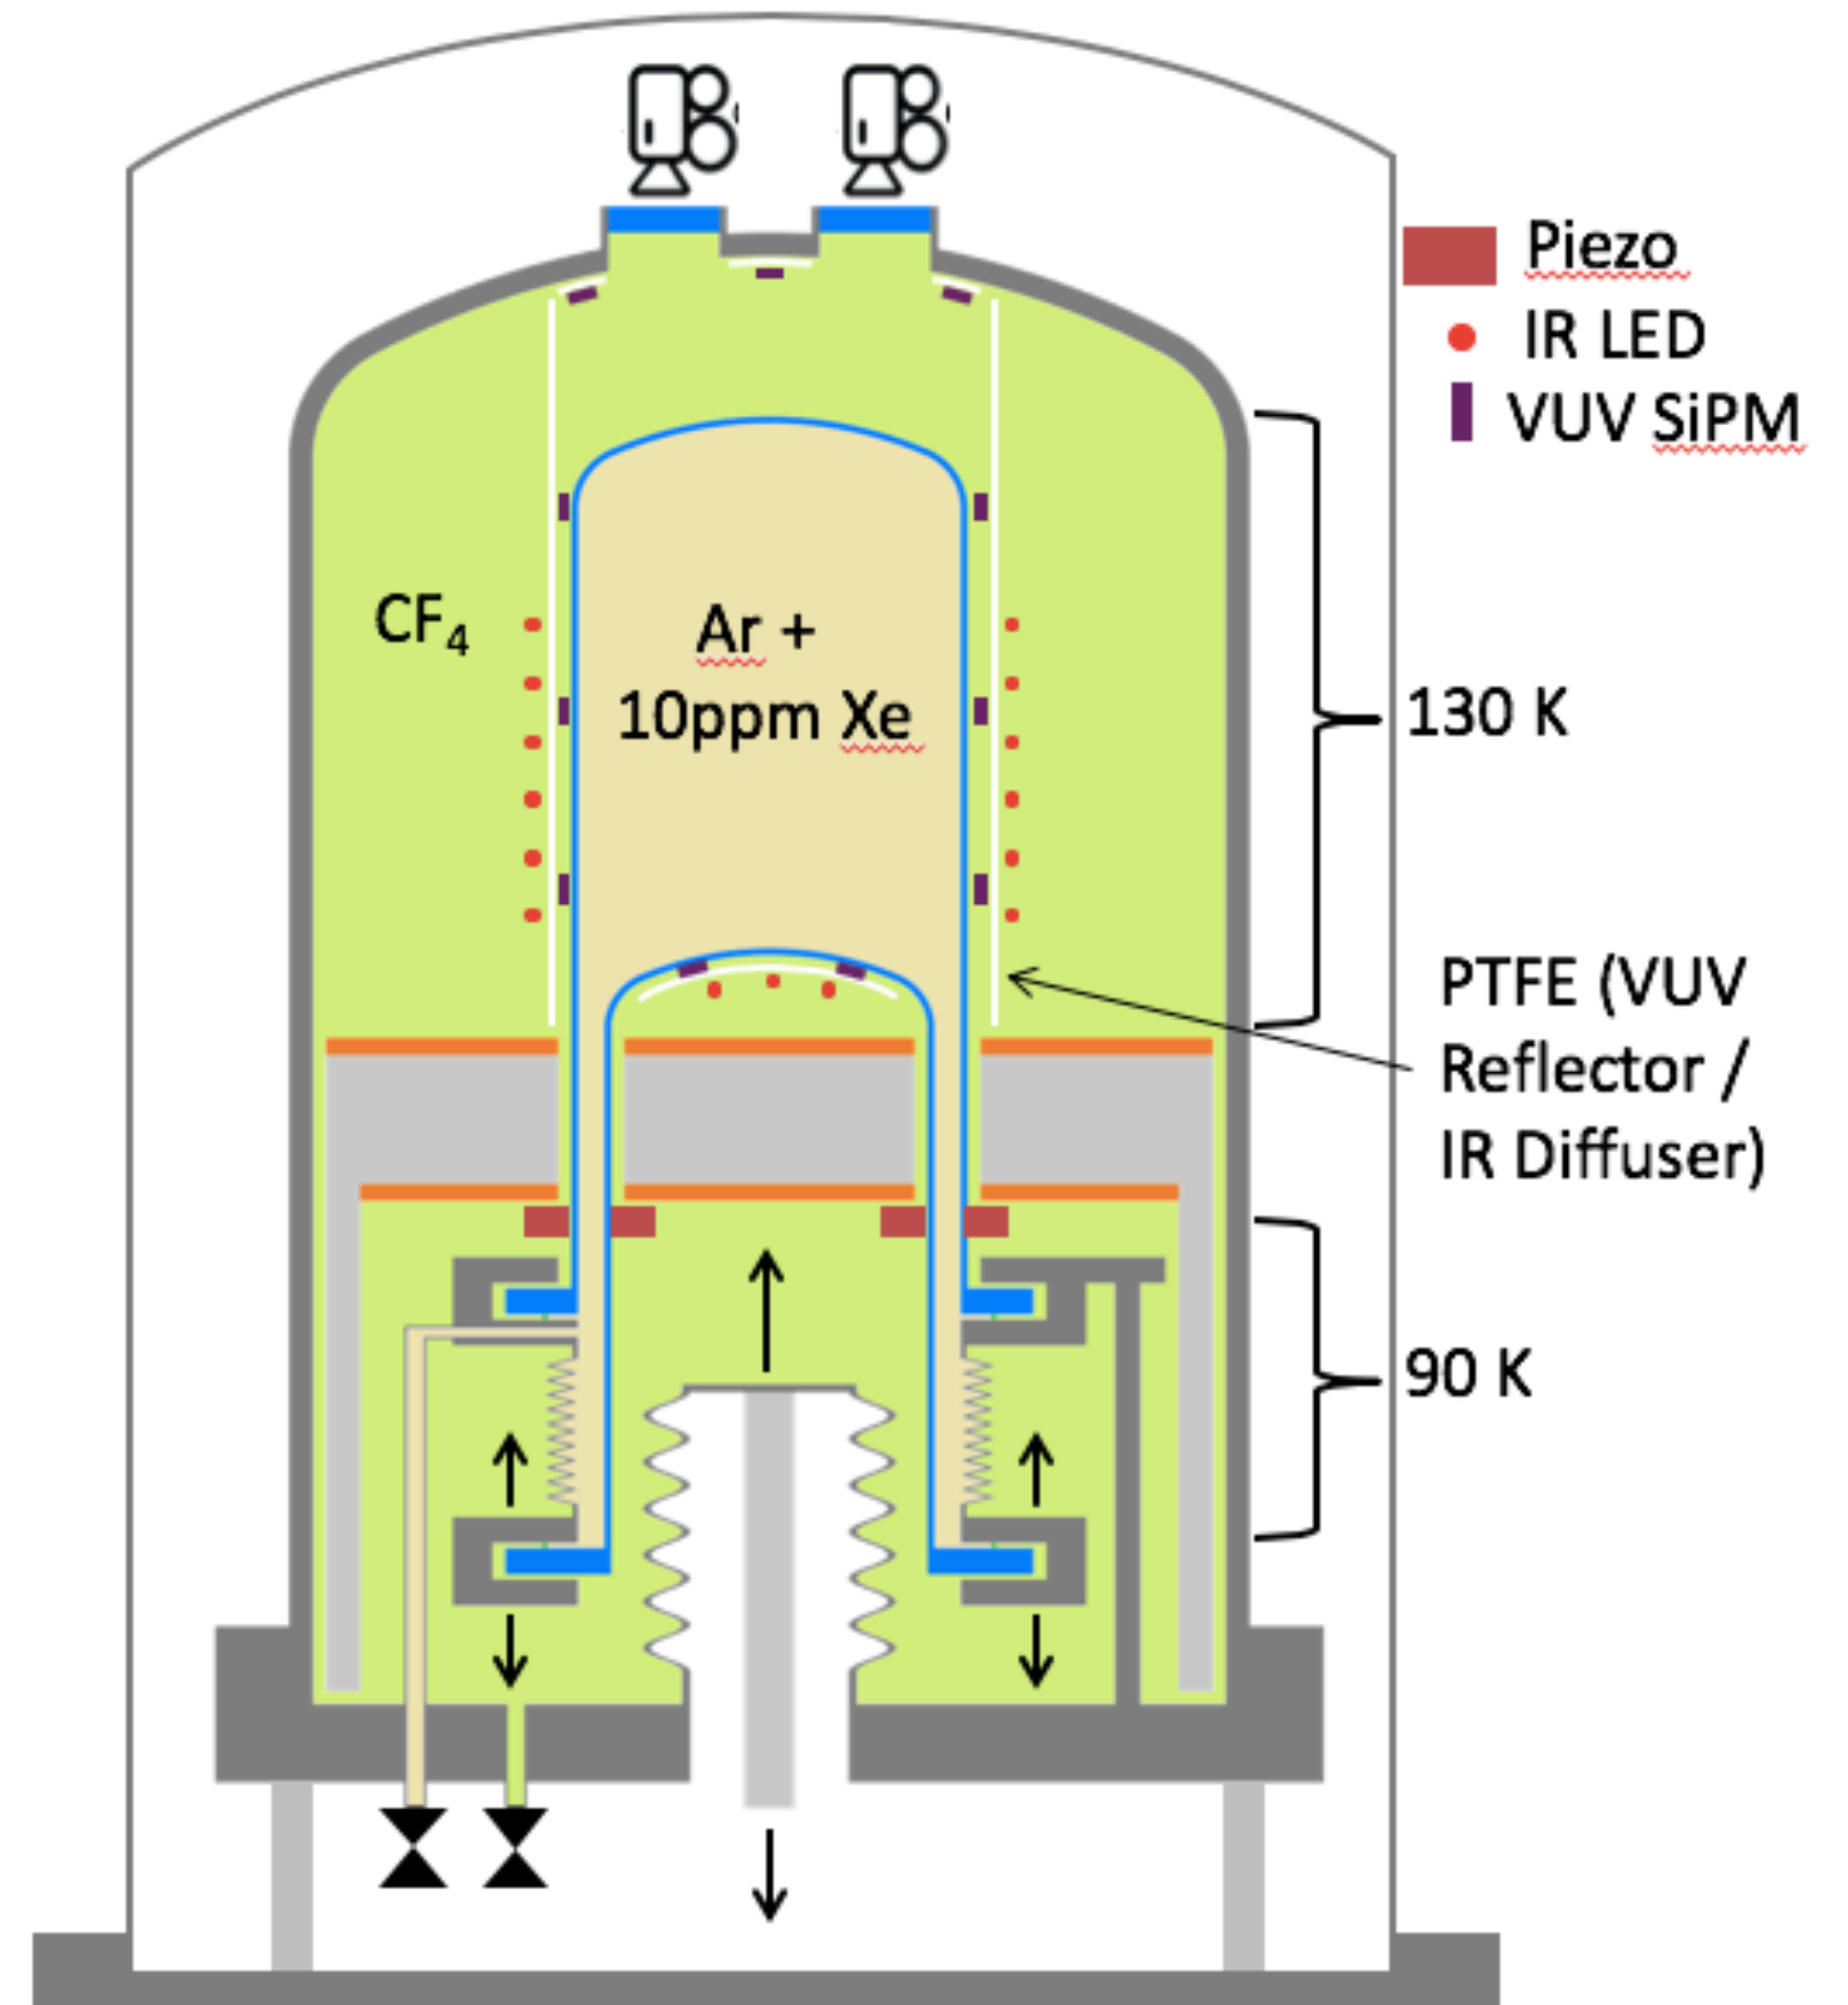 Piezo
IR LED
VUV SiPM
CF₄
Ar +
10ppm Xe
130 K
PTFE (VUV
Reflector /
IR Diffuser)
90 K